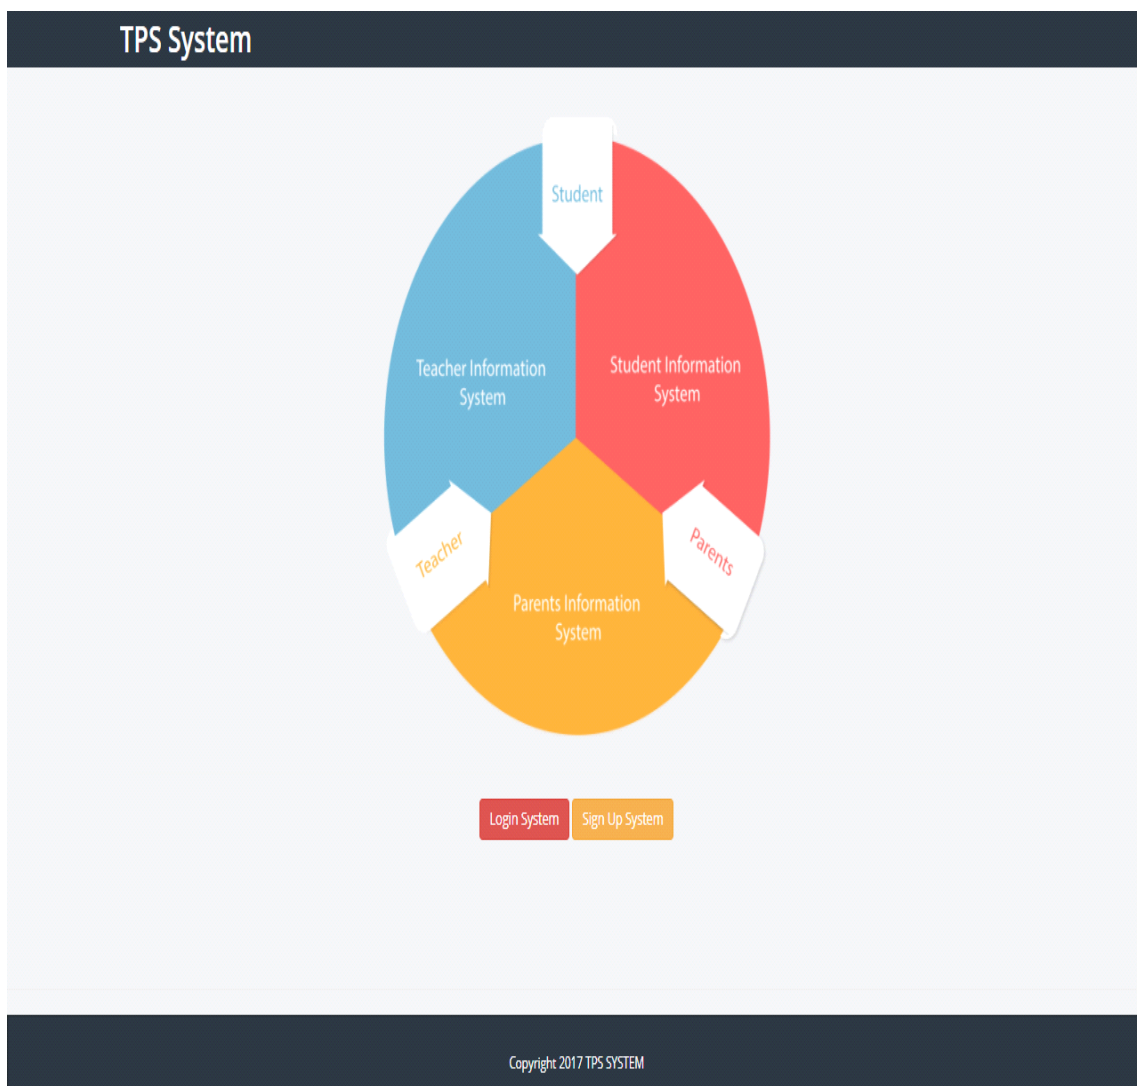 TPS System
Student
Teacher Information
System
Student Information
System
Teacher
Parents
Parents Information
System
Login System
Sign Up System
Copyright 2017 TPS SYSTEM